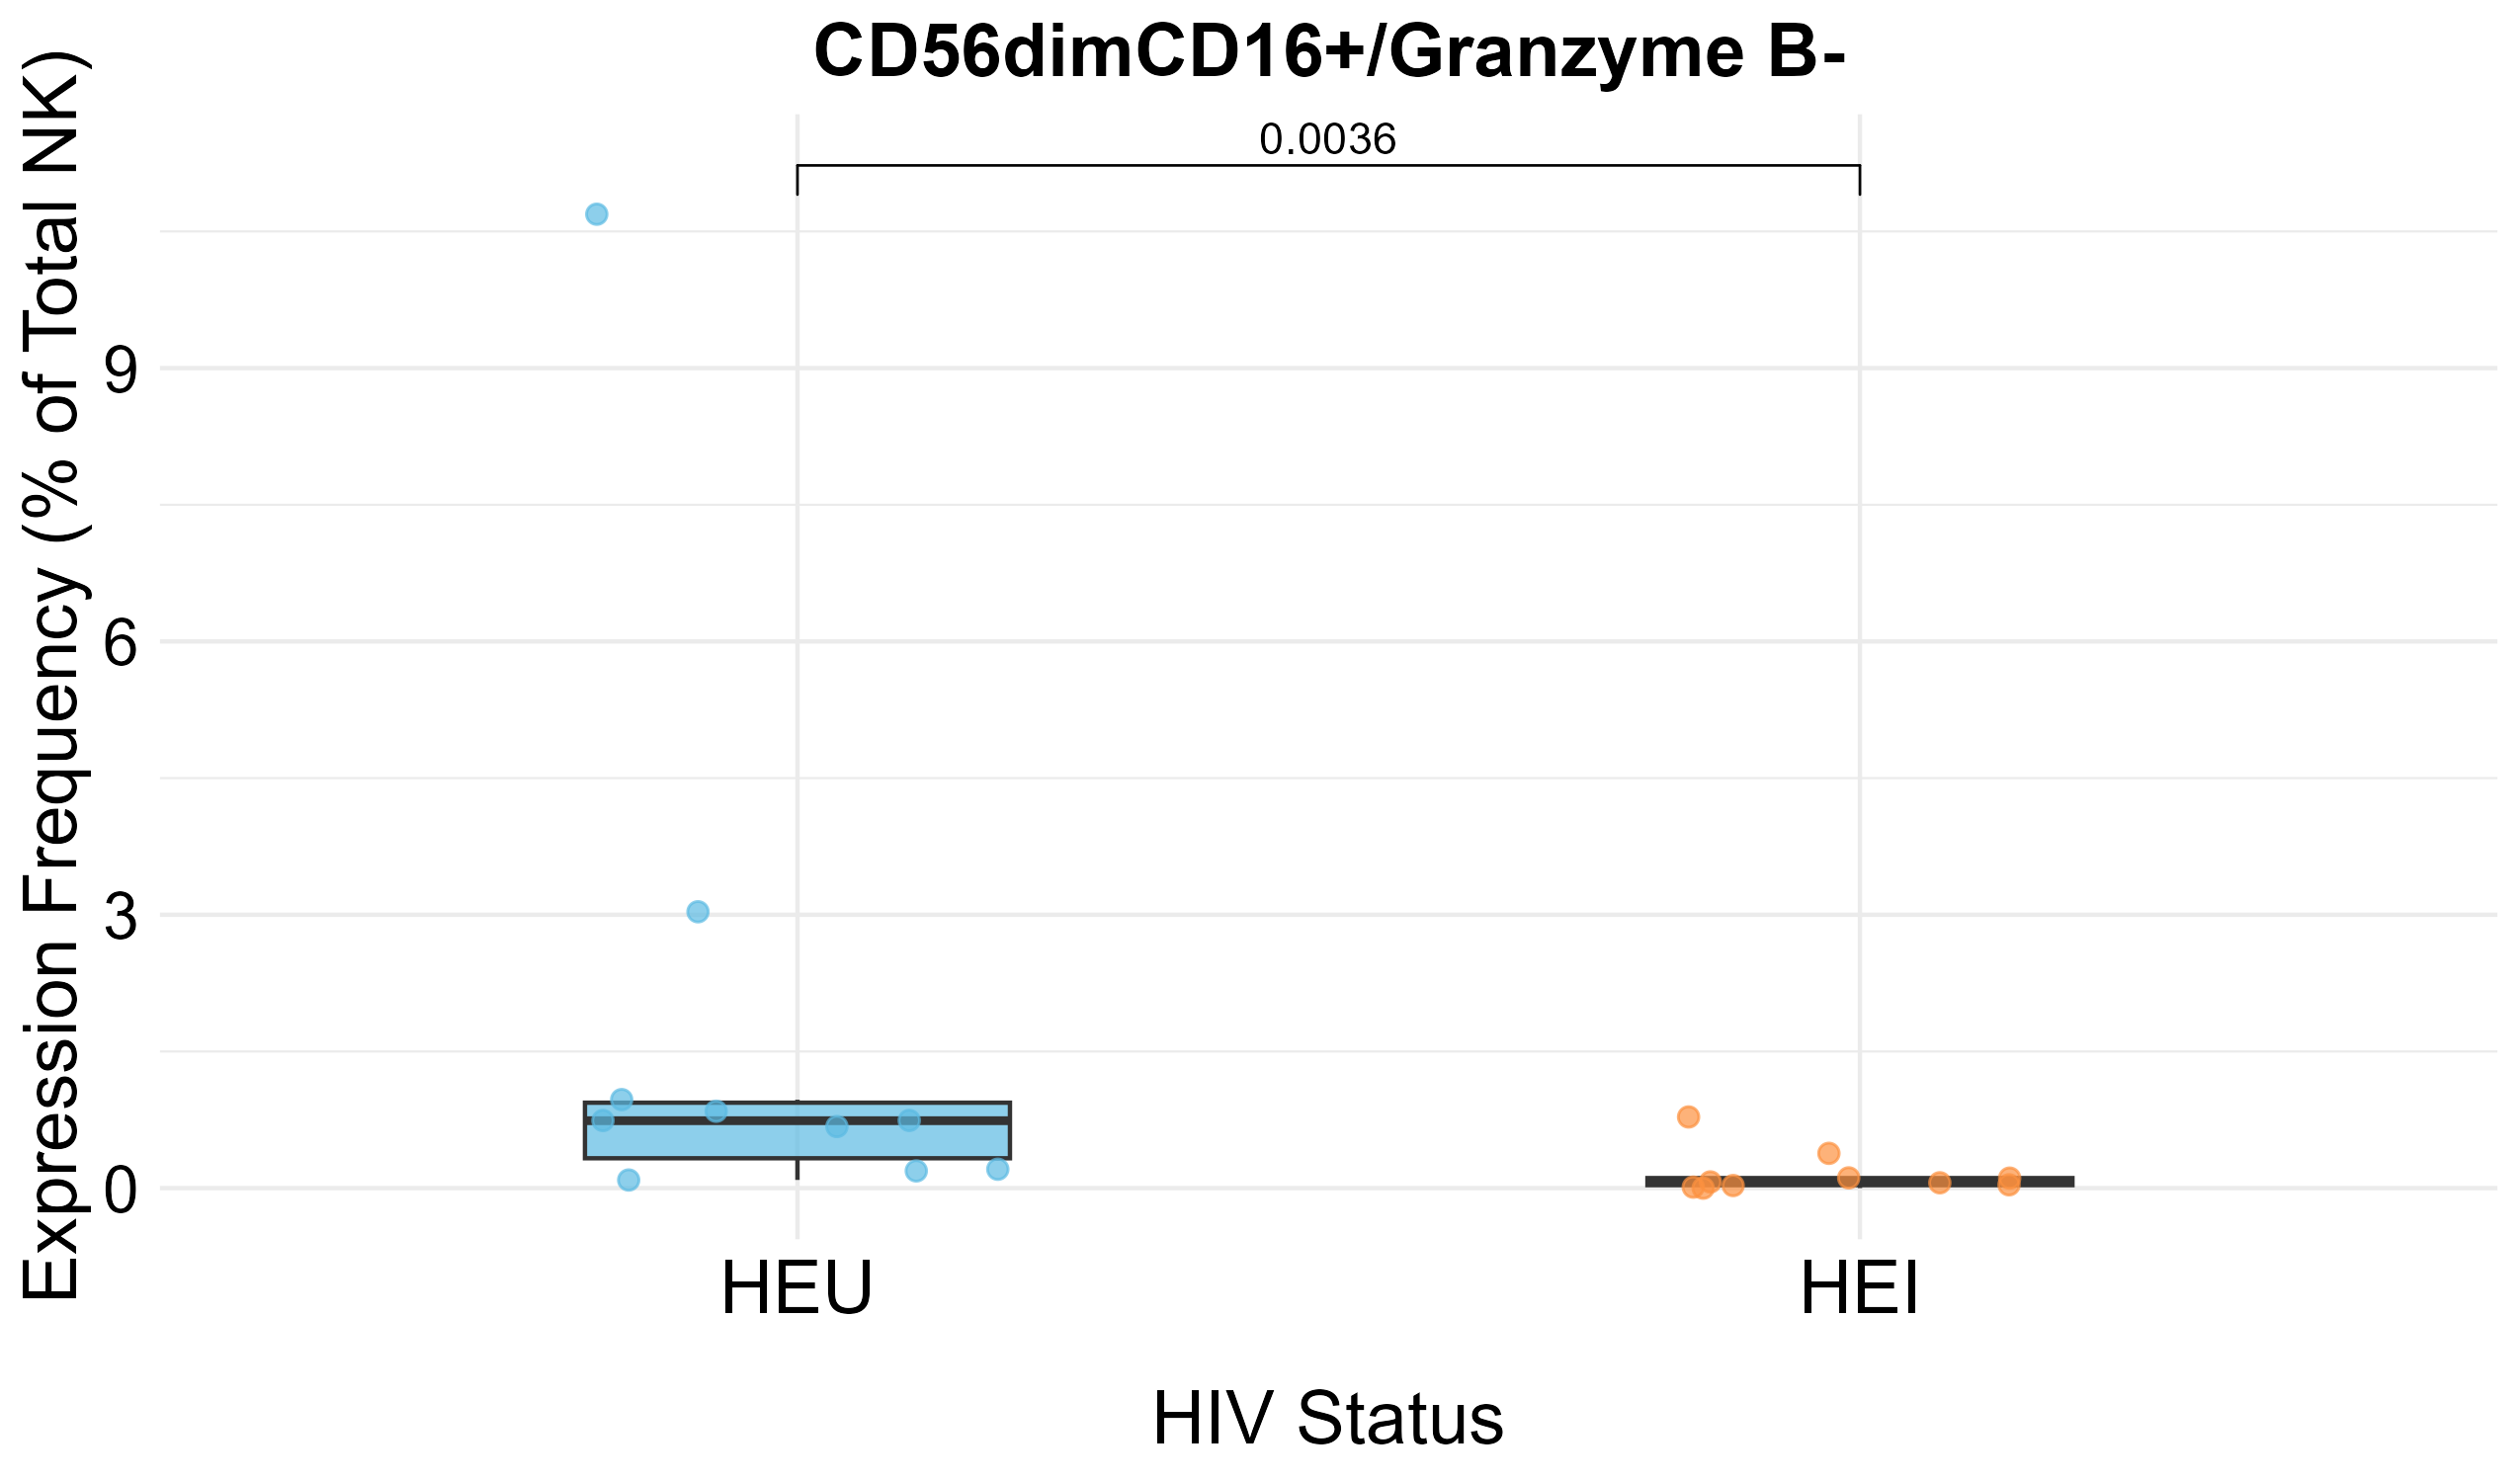 CD56dimCD16+/Granzyme B-
0.0036
Expression Frequency (% of Total NK)
9
6
3
0
HEU
HEI
HIV Status